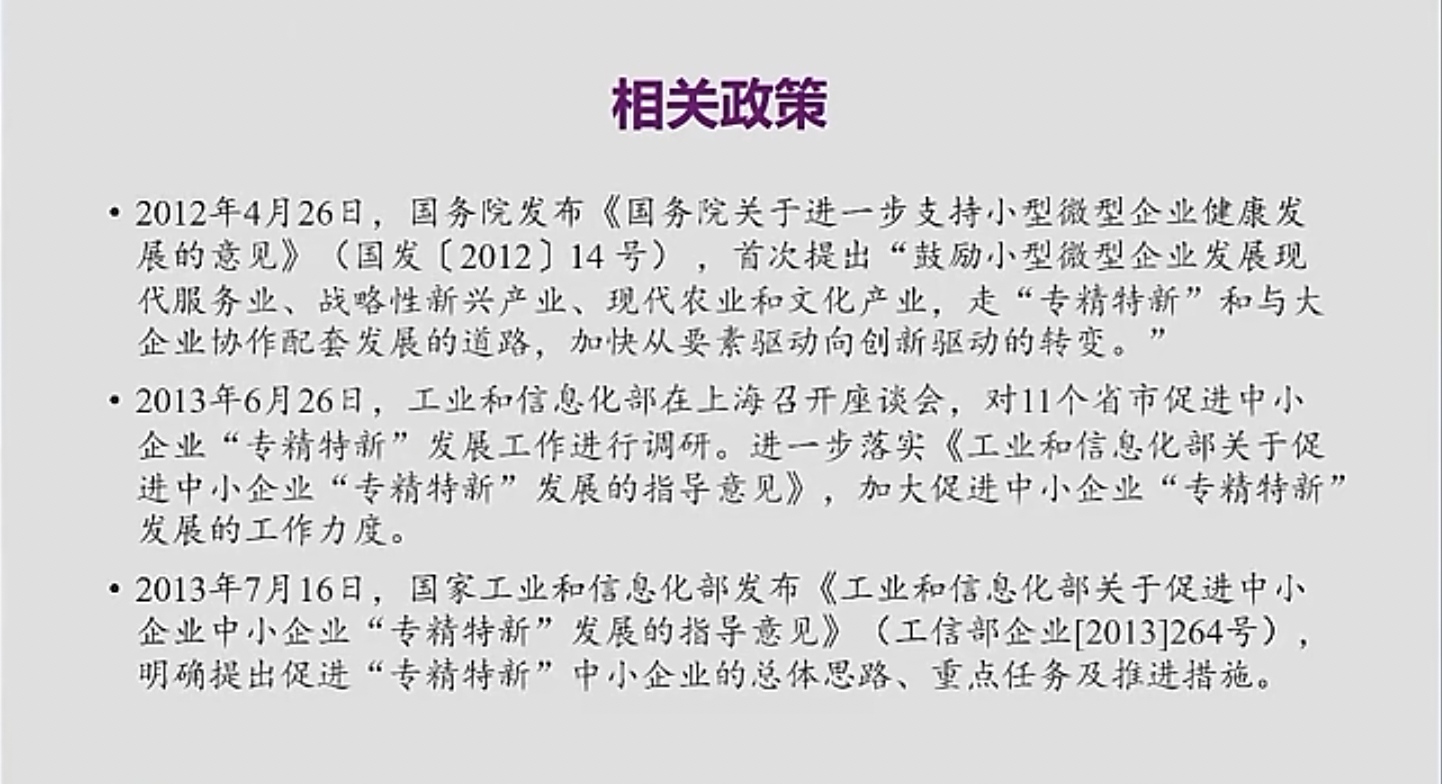 相关政策
• 2012年4月26日，国务院发布《国务院关于进一步支持小型微型企业健康发
展的意见》（国发〔2012〕14 号），首次提出“鼓励小型微型企业发展现
代服务业、战略性新兴产业、现代农业和文化产业，走“专精特新”和与大
企业协作配套发展的道路，加快从要素驱动向创新驱动的转变。”
• 2013年6月26日，工业和信息化部在上海召开座谈会，对11个省市促进中小
企业“专精特新”发展工作进行调研。进一步落实《工业和信息化部关于促
进中小企业“专精特新”发展的指导意见》，加大促进中小企业“专精特新”
发展的工作力度。
• 2013年7月16日，国家工业和信息化部发布《工业和信息化部关于促进中小
企业中小企业“专精特新”发展的指导意见》（工信部企业[2013]264号），
明确提出促进“专精特新”中小企业的总体思路、重点任务及推进措施。